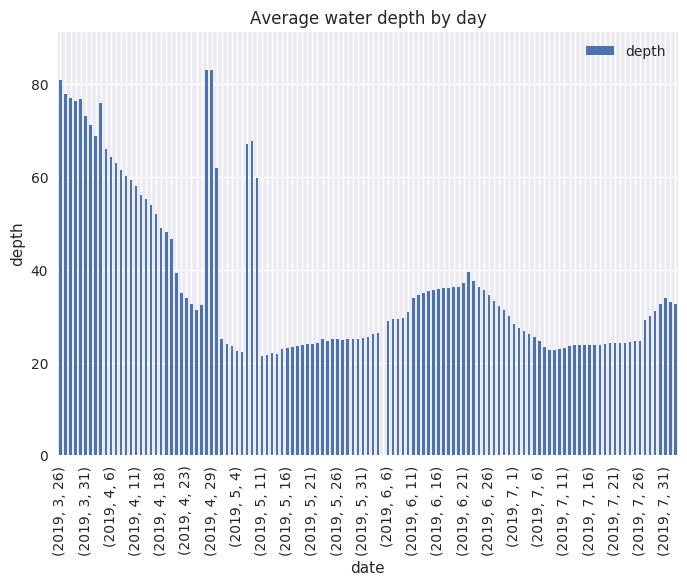 Average water depth by day
depth
80
60
40
20
0
depth
(2019, 3, 26)
(2019, 3, 31)
(2019, 4, 6)
(2019, 4, 11)
(2019, 4, 18)
(2019, 4, 23)
(2019, 4, 29)
(2019, 5, 4)
(2019, 5, 11)
(2019, 5, 16)
(2019, 5, 21)
(2019, 5, 26)
(2019, 5, 31)
(2019, 6, 6)
(2019, 6, 11)
(2019, 6, 16)
(2019, 6, 21)
(2019, 6, 26)
(2019, 7, 1)
(2019, 7, 6)
(2019, 7, 11)
(2019, 7, 16)
(2019, 7, 21)
(2019, 7, 26)
(2019, 7, 31)
date